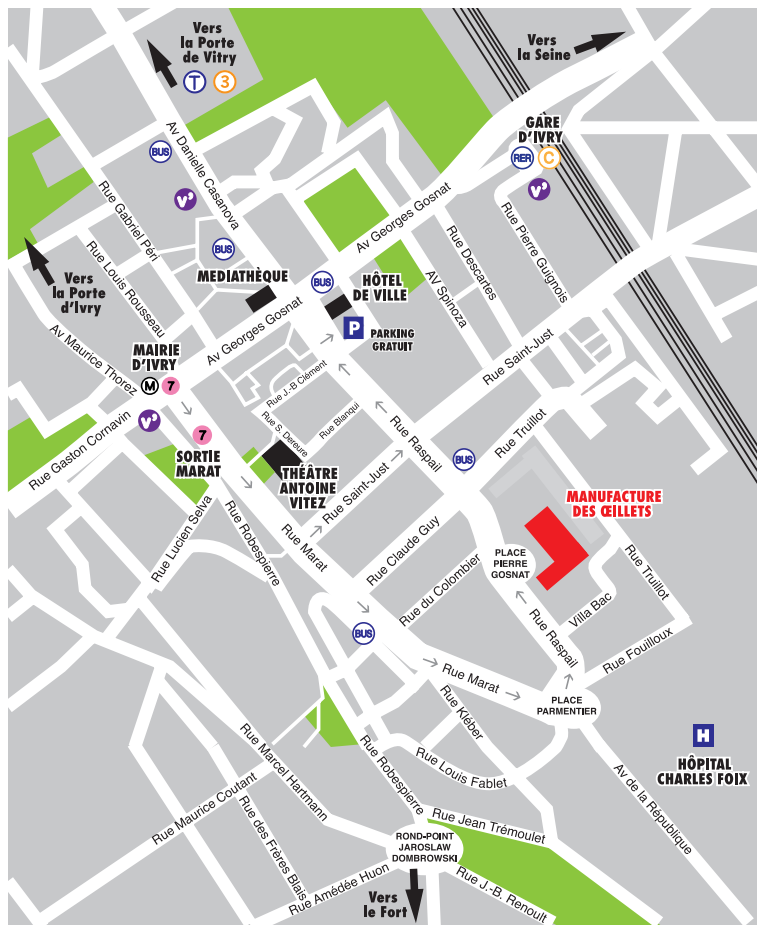 Vers
la Porte
de Vitry
T 3
Vers
la Seine
GARE
D'IVRY
RER C
v'
BUS
Av Danielle Casanova
v'
Rue Gabriel Péri
BUS
Av Georges Gosnat
Rue Descartes
Rue Pierre Guignois
Vers
la Porte
d'Ivry
Rue Louis Rousseau
MEDIATHÈQUE
BUS
HÔTEL
DE VILLE
AV Spinoza
P PARKING
GRATUIT
Av Georges Gosnat
Rue Saint-Just
Av Maurice Thorez
MAIRIE
D'IVRY
M 7
Rue J.-B Clément
v'
7
SORTIE
MARAT
Rue Gaston Cornavin
Rue S. Dereure
Rue Blanqui
Rue Raspail
Rue Truillot
BUS
THÉÂTRE
ANTOINE
VITEZ
Rue Saint-Just
MANUFACTURE
DES ŒILLETS
Rue Lucien Selva
Rue Robespierre
Rue Marat
Rue Claude Guy
PLACE
PIERRE
GOSNAT
Rue du Colombier
Rue Truillot
Villa Bac
Rue Raspail
BUS
Rue Fouilloux
Rue Marat
PLACE
PARMENTIER
Rue Kléber
H
HÔPITAL
CHARLES FOIX
Rue Marcel Hartmann
Rue Robespierre
Rue Louis Fablet
Av de la République
Rue Maurice Coutant
Rue des Frères Blais
Rue Jean Trémoulet
ROND-POINT
JAROSLAW
DOMBROWSKI
Rue Amédée Huon
Rue J.-B. Renoult
Vers
le Fort